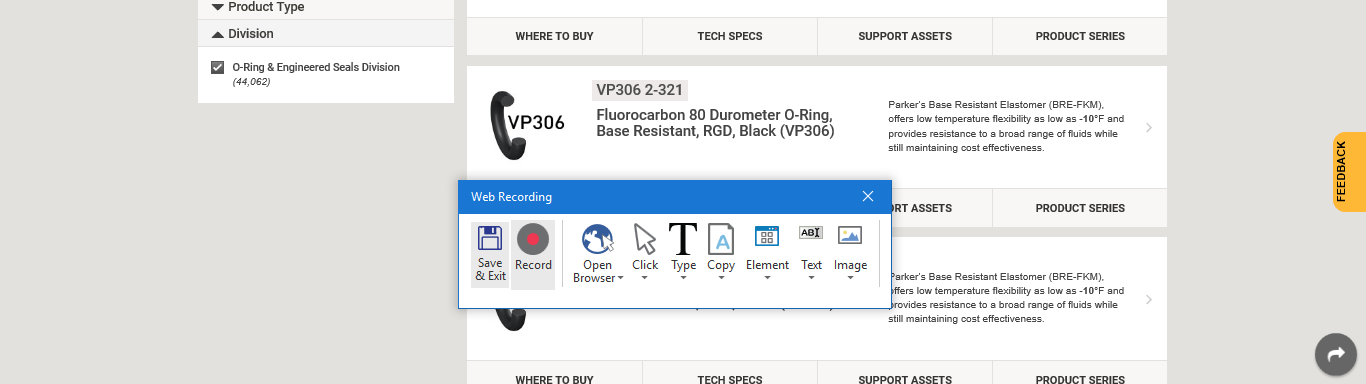 Product Type
Division
O-Ring & Engineered Seals Division
(44,062)
WHERE TO BUY
TECH SPECS
SUPPORT ASSETS
PRODUCT SERIES
VP306
VP306 2-321
Fluorocarbon 80 Durometer O-Ring,
Base Resistant, RGD, Black (VP306)
Parker's Base Resistant Elastomer (BRE-FKM),
offers low temperature flexibility as low as -10°F and
provides resistance to a broad range of fluids while
still maintaining cost effectiveness.
FEEDBACK
Web Recording
Save
& Exit
Record
Open
Browser
Click
Type
Copy
Element
ABI
Text
Image
RT ASSETS
PRODUCT SERIES
Parker's Base Resistant Elastomer (BRE-FKM),
offers low temperature flexibility as low as -10°F and
provides resistance to a broad range of fluids while
still maintaining cost effectiveness.
WHERE TO BUY
TECH SPECS
SUPPORT ASSETS
PRODUCT SERIES